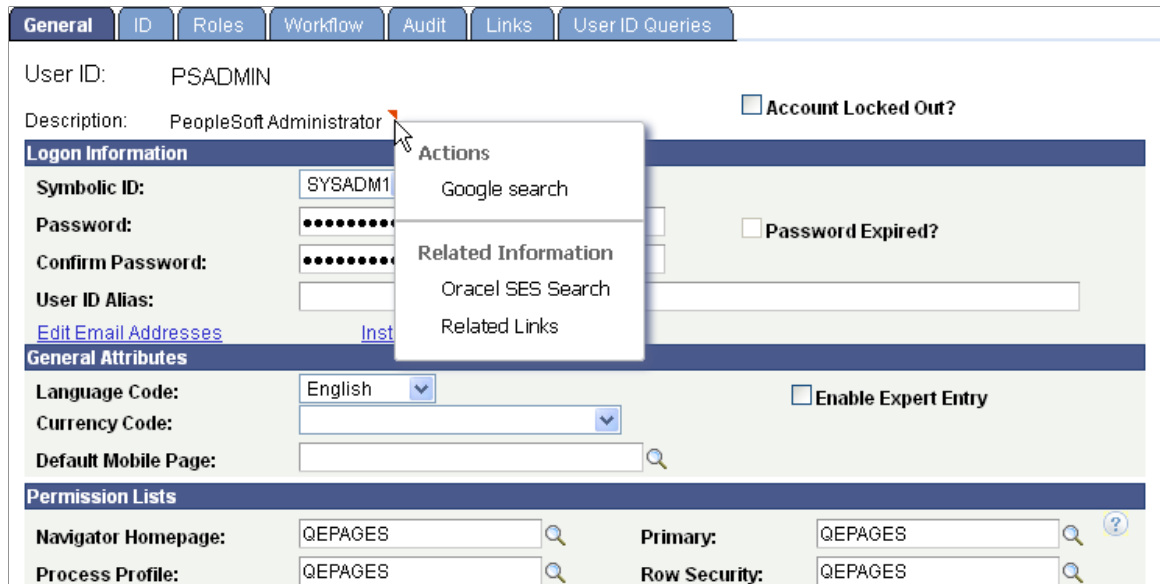 General ID Roles Workflow Audit Links User ID Queries
User ID: PSADMIN
Account Locked Out?
Description: PeopleSoft Administrator
Actions
Logon Information
Symbolic ID: SYSADM1
Google search
Password: ●●●●●●●●●
Password Expired?
Related Information
Confirm Password: ●●●●●●●●●
Oracel SES Search
User ID Alias:
Related Links
Edit Email Addresses
General Attributes
Language Code: English
Enable Expert Entry
Currency Code:
Default Mobile Page:
Permission Lists
Navigator Homepage: QEPAGES Primary: QEPAGES ?
Process Profile: QEPAGES Row Security: QEPAGES